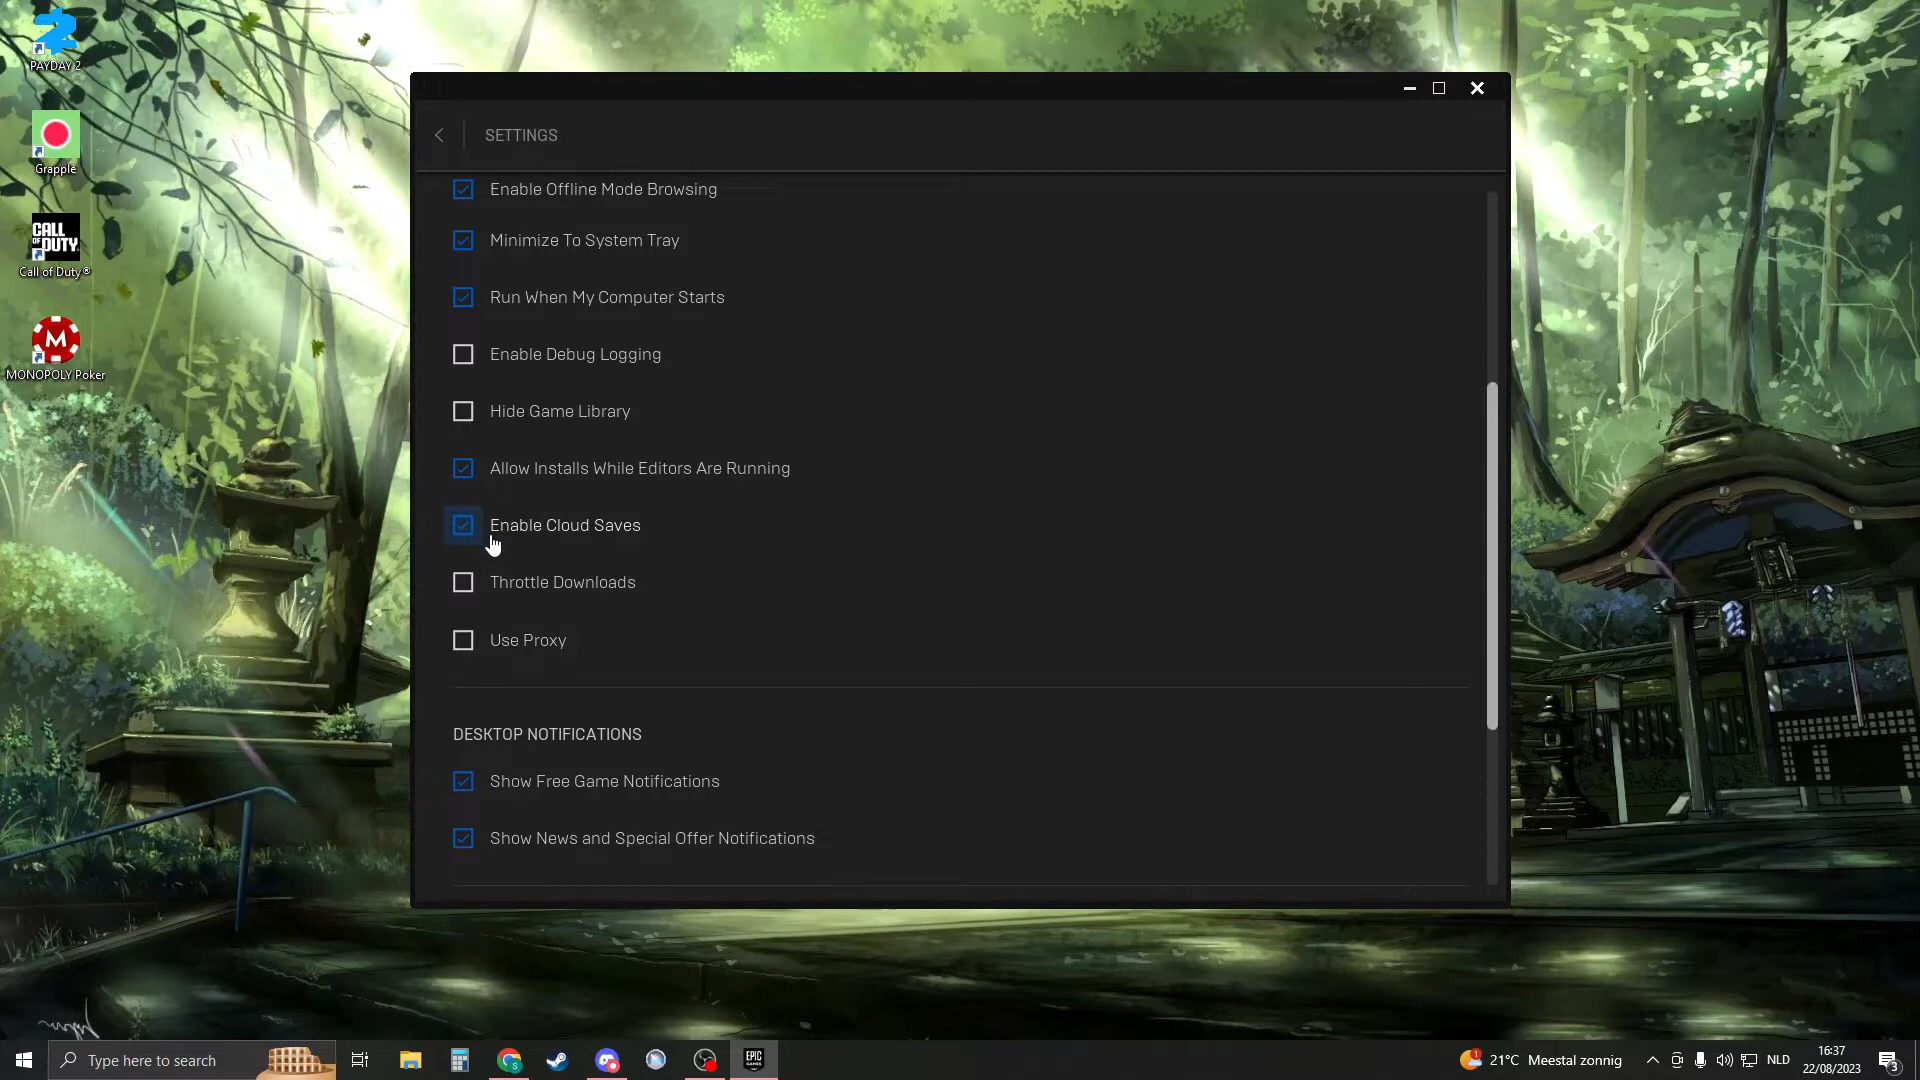 PAYDAY 2
Grapple
CALL
OF DUTY
Call of Duty®
M
MONOPOLY Poker
SETTINGS
Enable Offline Mode Browsing
Minimize To System Tray
Run When My Computer Starts
Enable Debug Logging
Hide Game Library
Allow Installs While Editors Are Running
Enable Cloud Saves
Throttle Downloads
Use Proxy
DESKTOP NOTIFICATIONS
Show Free Game Notifications
Show News and Special Offer Notifications
Type here to search
S
EPIC
GAMES
1
21°C Meestal zonnig
NLD
16:37
22/08/2023
3